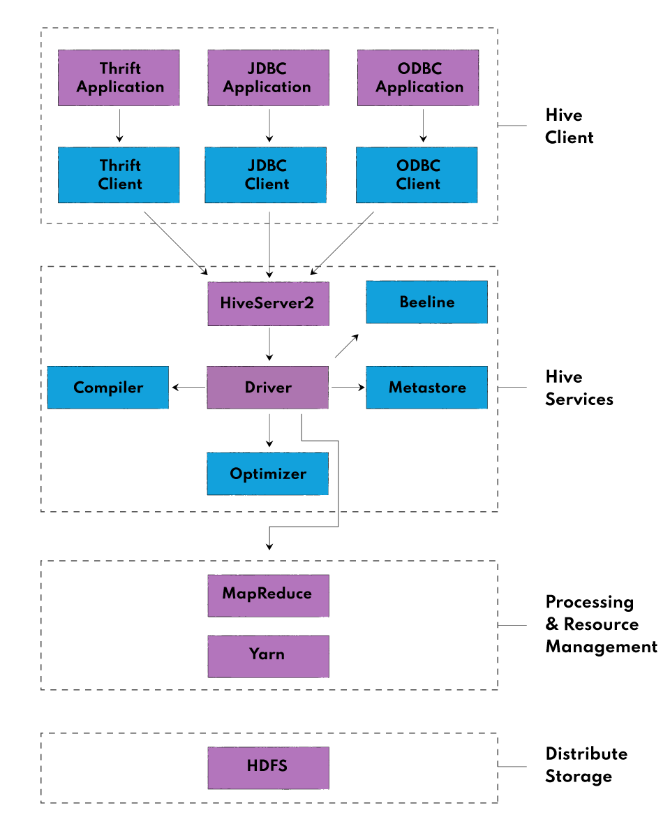 Thrift
Application
JDBC
Application
ODBC
Application
Hive
Client
Thrift
Client
JDBC
Client
ODBC
Client
HiveServer2
Beeline
Compiler
Driver
Metastore
Hive
Services
Optimizer
MapReduce
Yarn
Processing
& Resource
Management
HDFS
Distribute
Storage